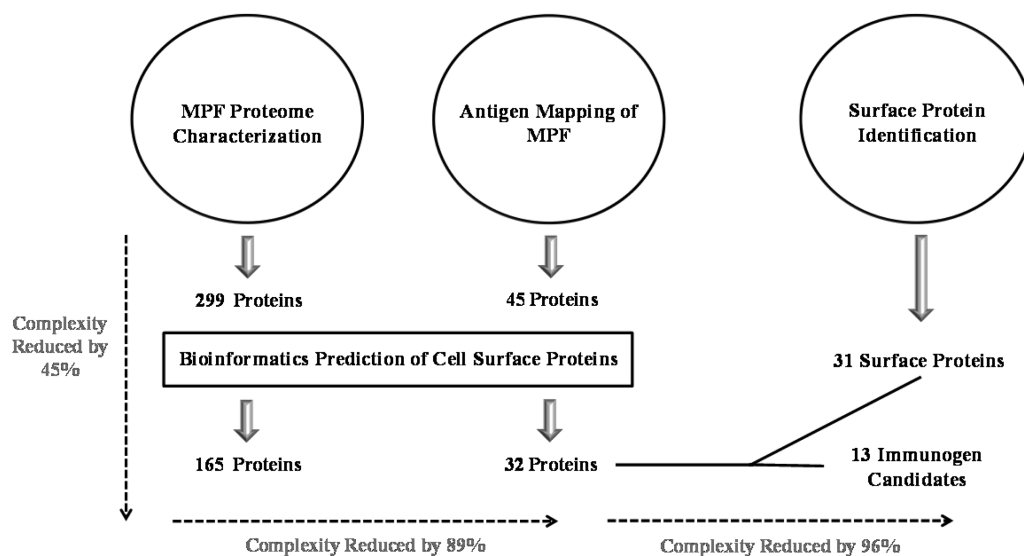 MPF Proteome
Characterization
Antigen Mapping of
MPF
Surface Protein
Identification
299 Proteins
45 Proteins
Complexity
Reduced by
45%
Bioinformatics Prediction of Cell Surface Proteins
31 Surface Proteins
165 Proteins
32 Proteins
13 Immunogen
Candidates
Complexity Reduced by 89%
Complexity Reduced by 96%